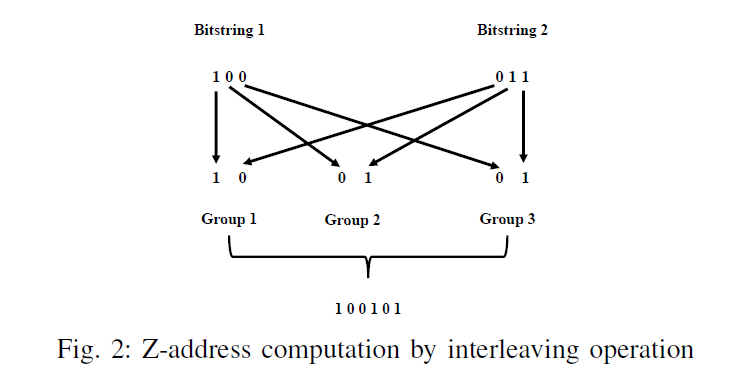 Bitstring 1 Bitstring 2
1 0 0 0 1 1
1 0 0 1 0 1
Group 1 Group 2 Group 3
1 0 0 1 0 1
Fig. 2: Z-address computation by interleaving operation